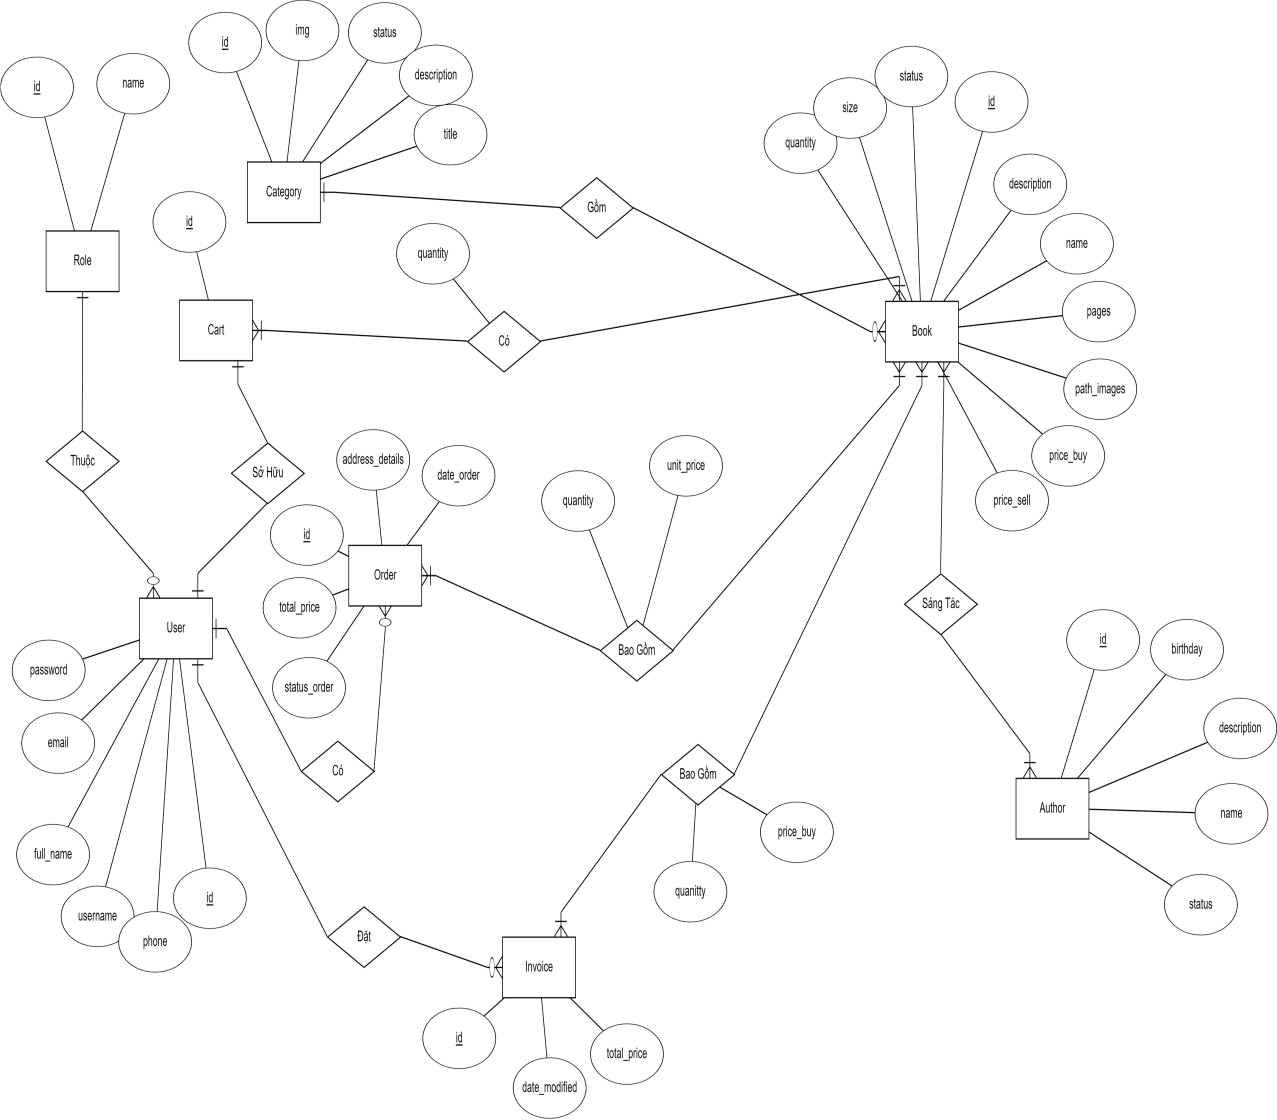 id
name
id
img
status
description
title
Role
Category
id
Cart
quantity
Gồm
Có
quantity
size
status
id
description
name
pages
path_images
price_buy
price_sell
Book
Thuộc
Sở Hữu
address_details
date_order
id
total_price
status_order
Order
quantity
unit_price
Bao Gồm
Sáng Tác
User
password
email
full_name
username
phone
id
Có
Bao Gồm
price_buy
quanitty
id
birthday
description
name
status
Author
Đặt
Invoice
id
date_modified
total_price